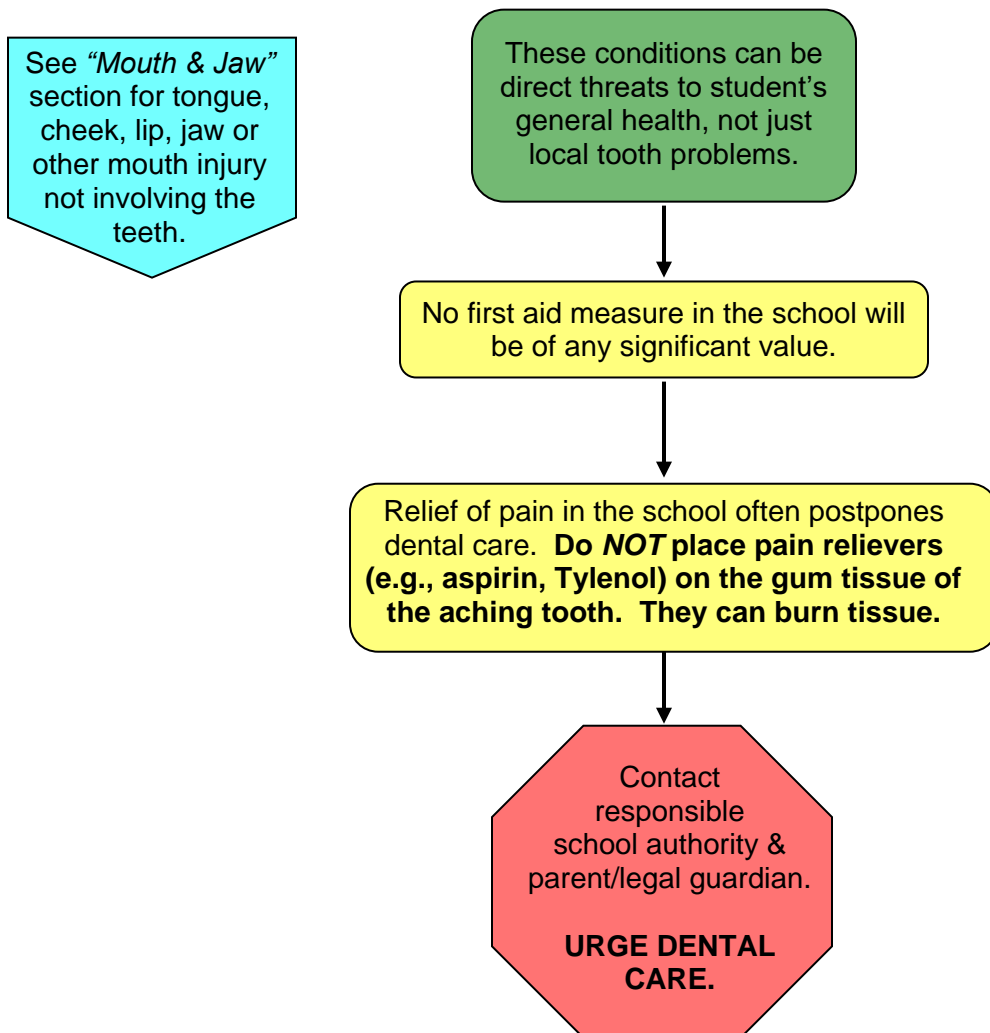 See “Mouth & Jaw”
section for tongue,
cheek, lip, jaw or
other mouth injury
not involving the
teeth.
These conditions can be
direct threats to student’s
general health, not just
local tooth problems.
No first aid measure in the school will
be of any significant value.
Relief of pain in the school often postpones
dental care.  Do NOT place pain relievers
(e.g., aspirin, Tylenol) on the gum tissue of
the aching tooth.  They can burn tissue.
Contact
responsible
school authority &
parent/legal guardian.
URGE DENTAL
CARE.